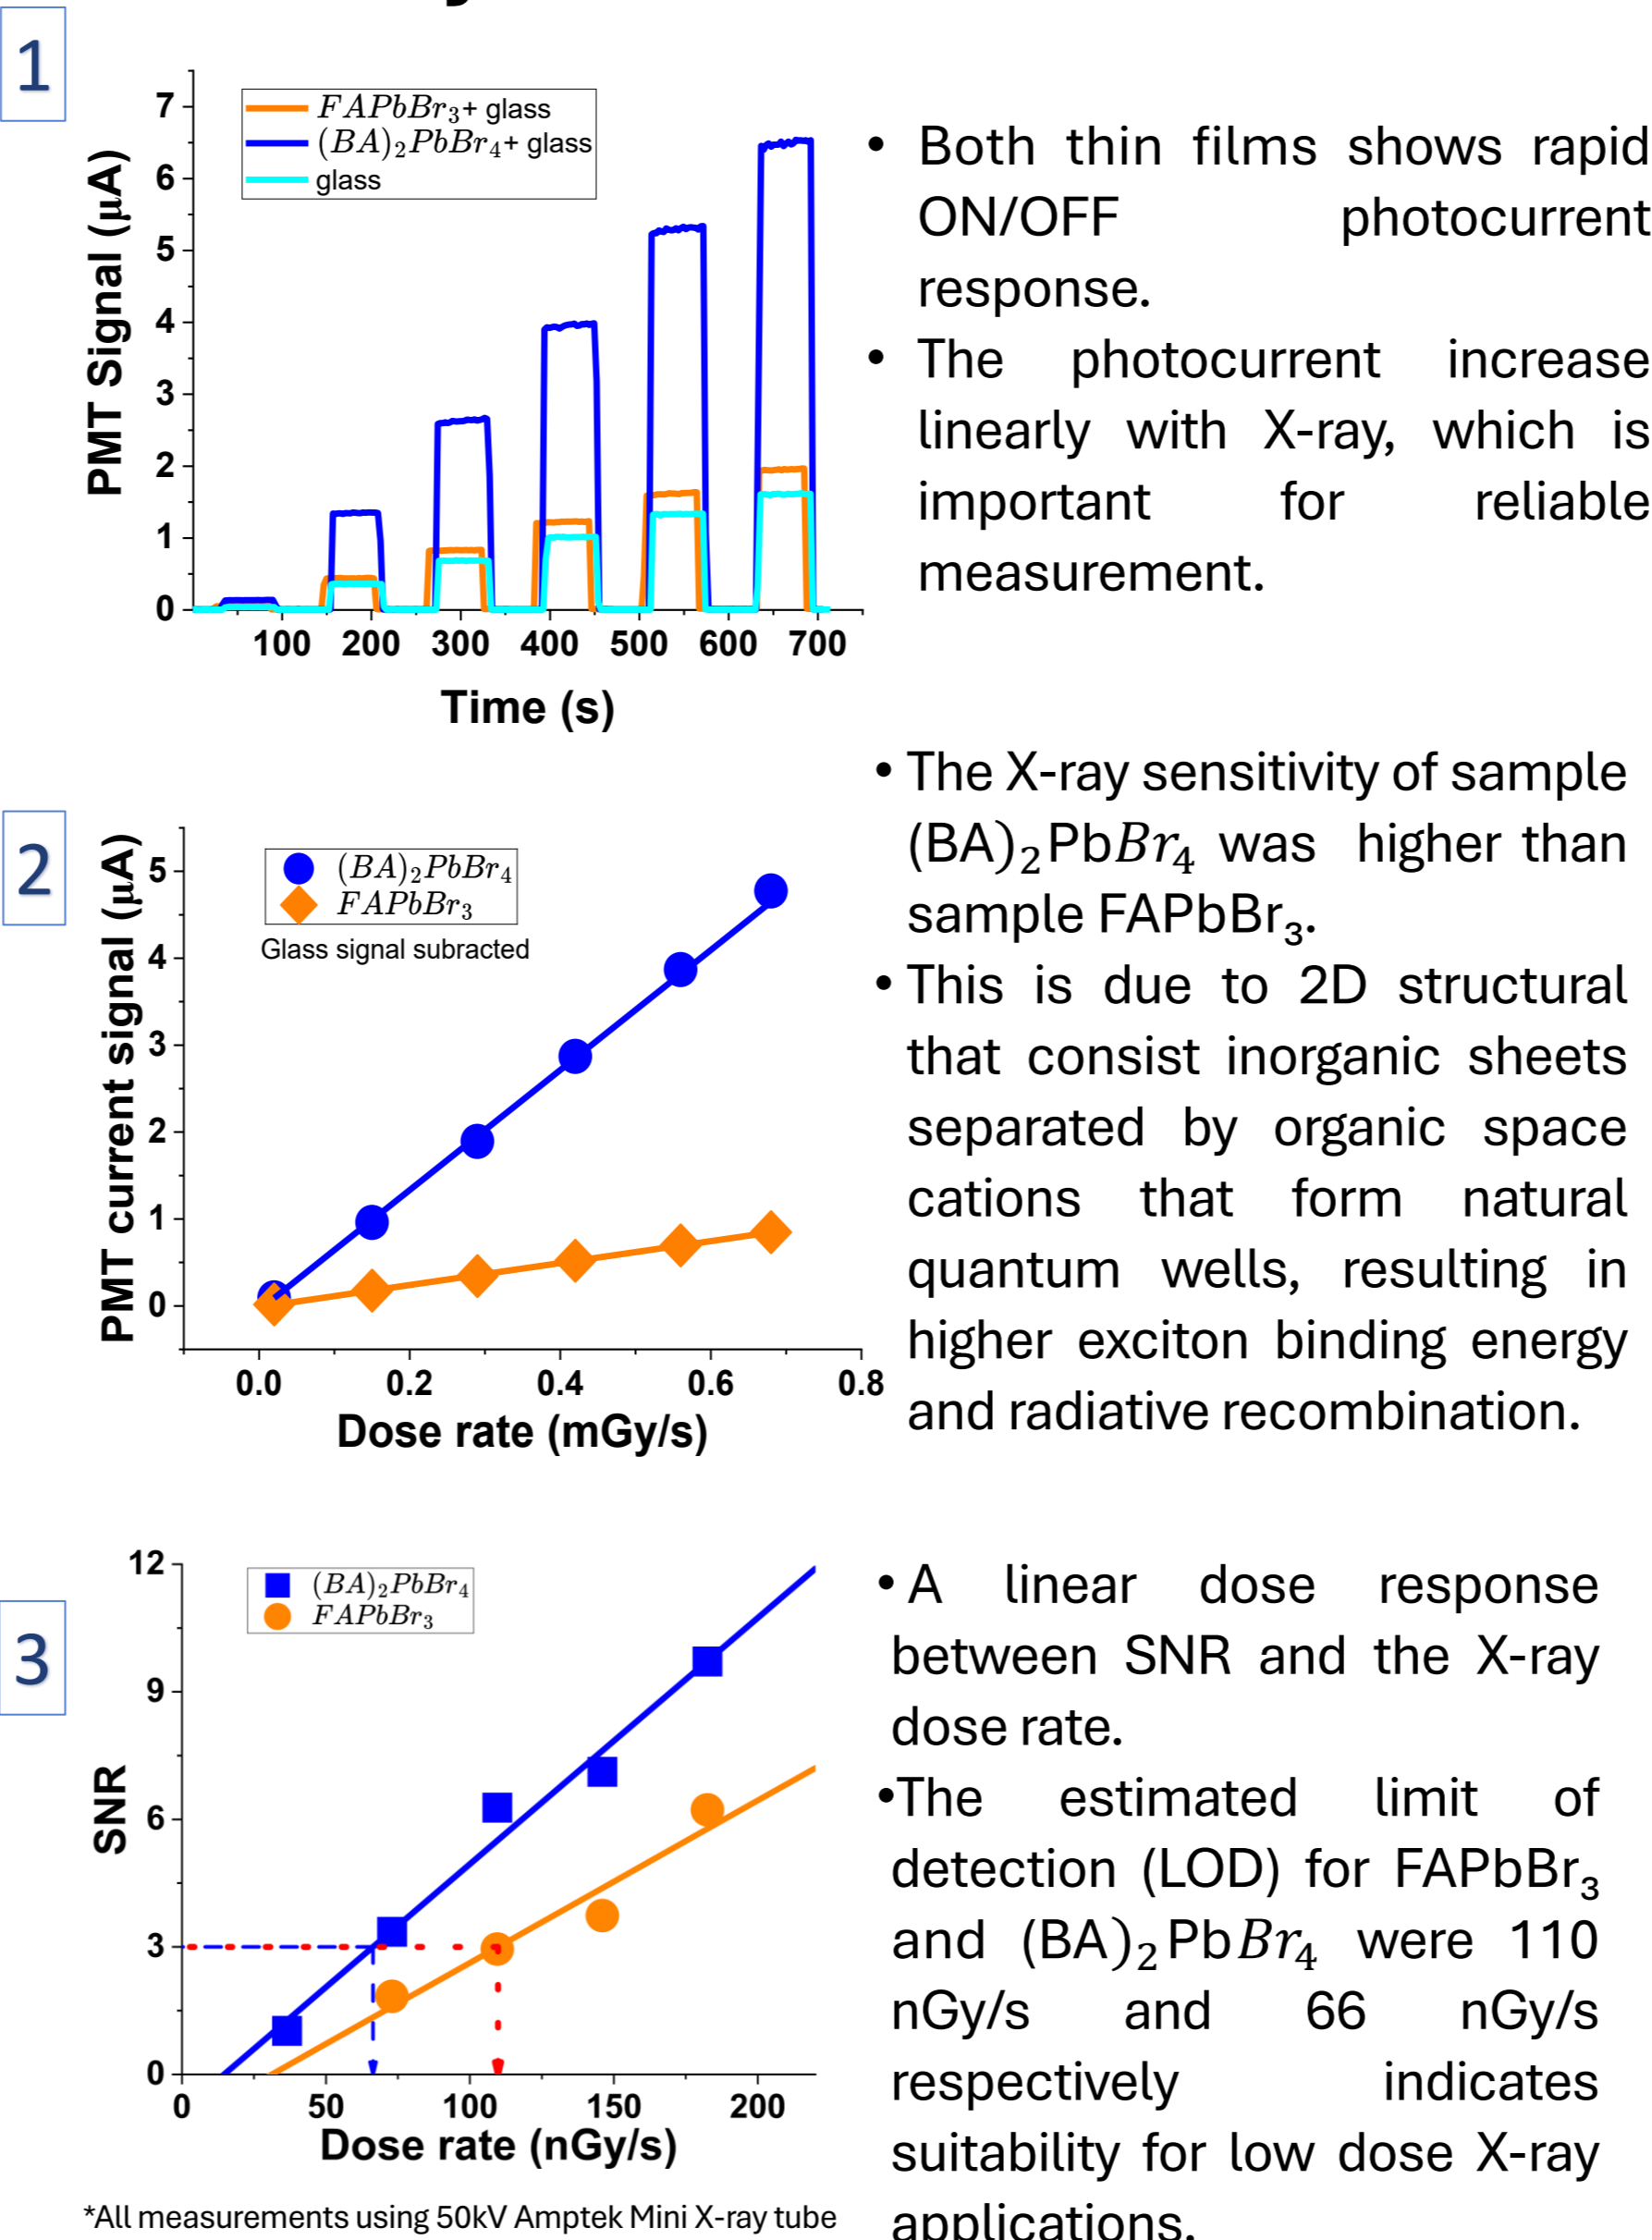 1
7
6
5
4
3
2
1
0
PMT Signal (μA)
FAPbBr₃+ glass
(BA)₂PbBr₄+ glass
glass
100 200 300 400 500 600 700
Time (s)
• Both thin films shows rapid
ON/OFF photocurrent
response.
• The photocurrent increase
linearly with X-ray, which is
important for reliable
measurement.
2
5
4
3
2
1
0
PMT current signal (μA)
(BA)₂PbBr₄
FAPbBr₃
Glass signal subracted
0.0 0.2 0.4 0.6 0.8
Dose rate (mGy/s)
• The X-ray sensitivity of sample
(BA)₂PbBr₄ was higher than
sample FAPbBr₃.
• This is due to 2D structural
that consist inorganic sheets
separated by organic space
cations that form natural
quantum wells, resulting in
higher exciton binding energy
and radiative recombination.
3
12
9
6
3
0
SNR
(BA)₂PbBr₄
FAPbBr₃
0 50 100 150 200
Dose rate (nGy/s)
• A linear dose response
between SNR and the X-ray
dose rate.
•The estimated limit of
detection (LOD) for FAPbBr₃
and (BA)₂PbBr₄ were 110
nGy/s and 66 nGy/s
respectively indicates
suitability for low dose X-ray
applications.
*All measurements using 50kV Amptek Mini X-ray tube